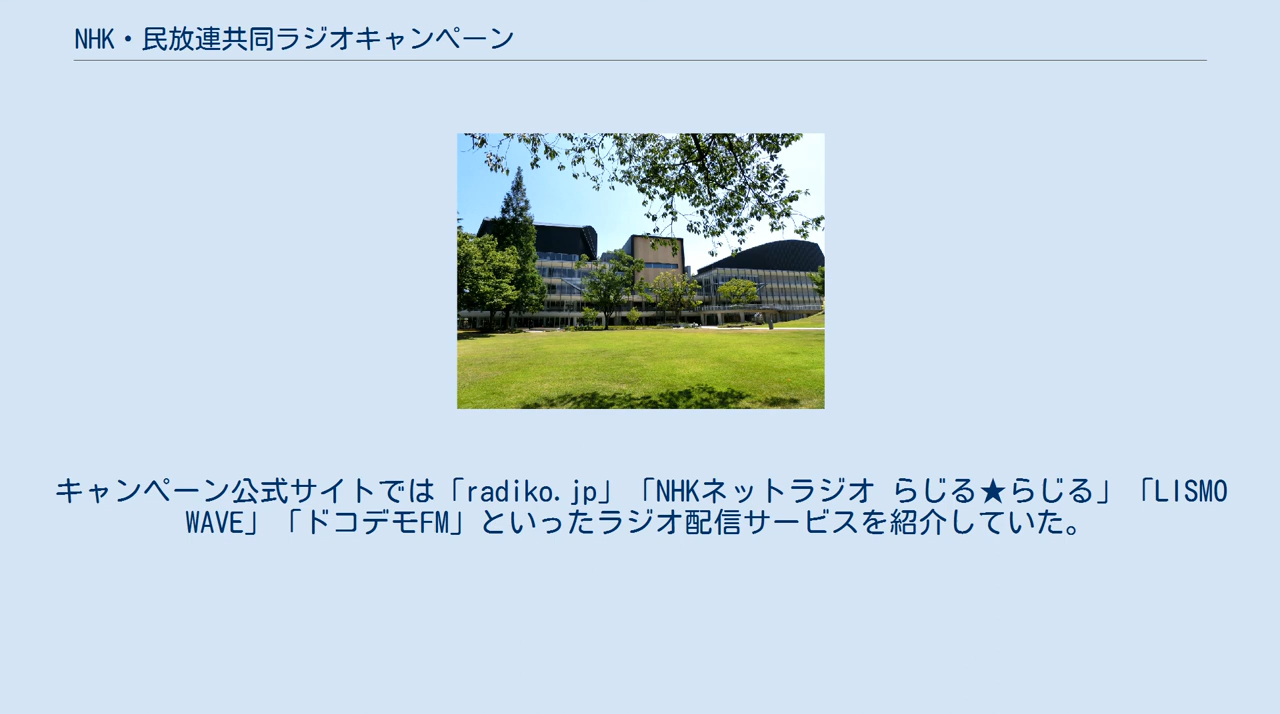 NHK・民放連共同ラジオキャンペーン
キャンペーン公式サイトでは「radiko.jp」「NHKネットラジオ らじる★らじる」「LISMO
WAVE」「ドコデモFM」といったラジオ配信サービスを紹介していた。